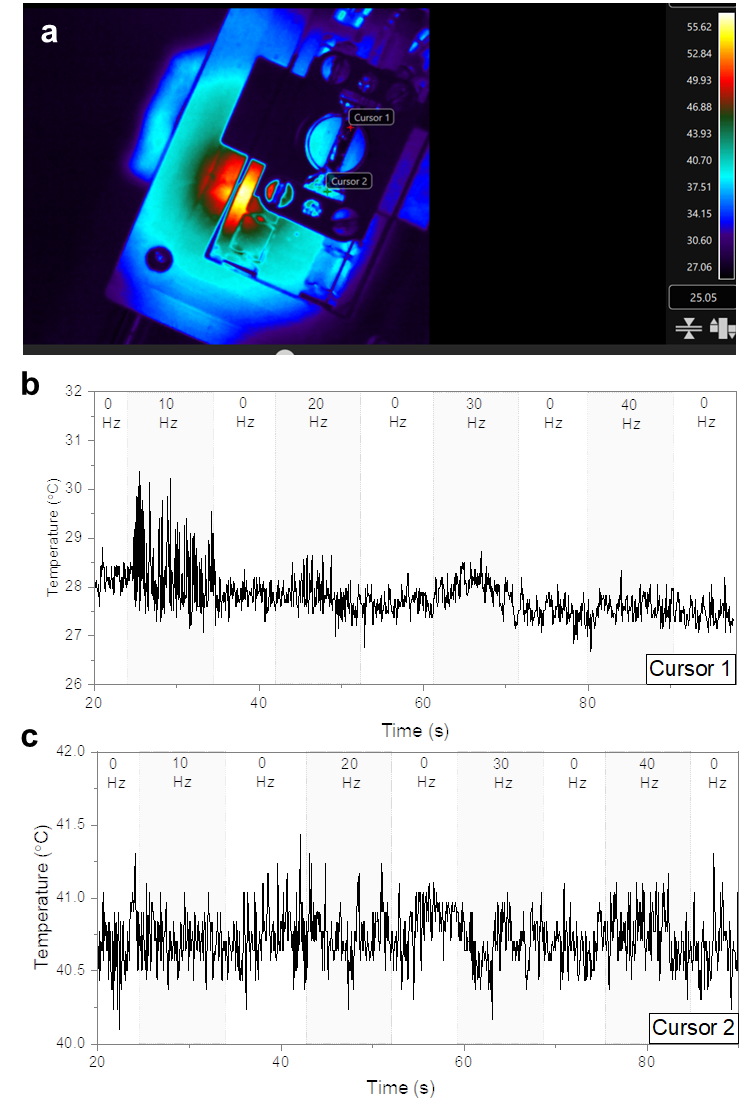 a
Cursor 1
Cursor 2
55.62
52.84
49.93
46.88
43.93
40.70
37.51
34.15
30.60
27.06
25.05
b
32
31
30
29
28
27
26
Temperature (°C)
0 Hz
10 Hz
0 Hz
20 Hz
0 Hz
30 Hz
0 Hz
40 Hz
0 Hz
Cursor 1
20
40
60
80
Time (s)
c
42.0
41.5
41.0
40.5
40.0
Temperature (°C)
0 Hz
10 Hz
0 Hz
20 Hz
0 Hz
30 Hz
0 Hz
40 Hz
0 Hz
Cursor 2
20
40
60
80
Time (s)